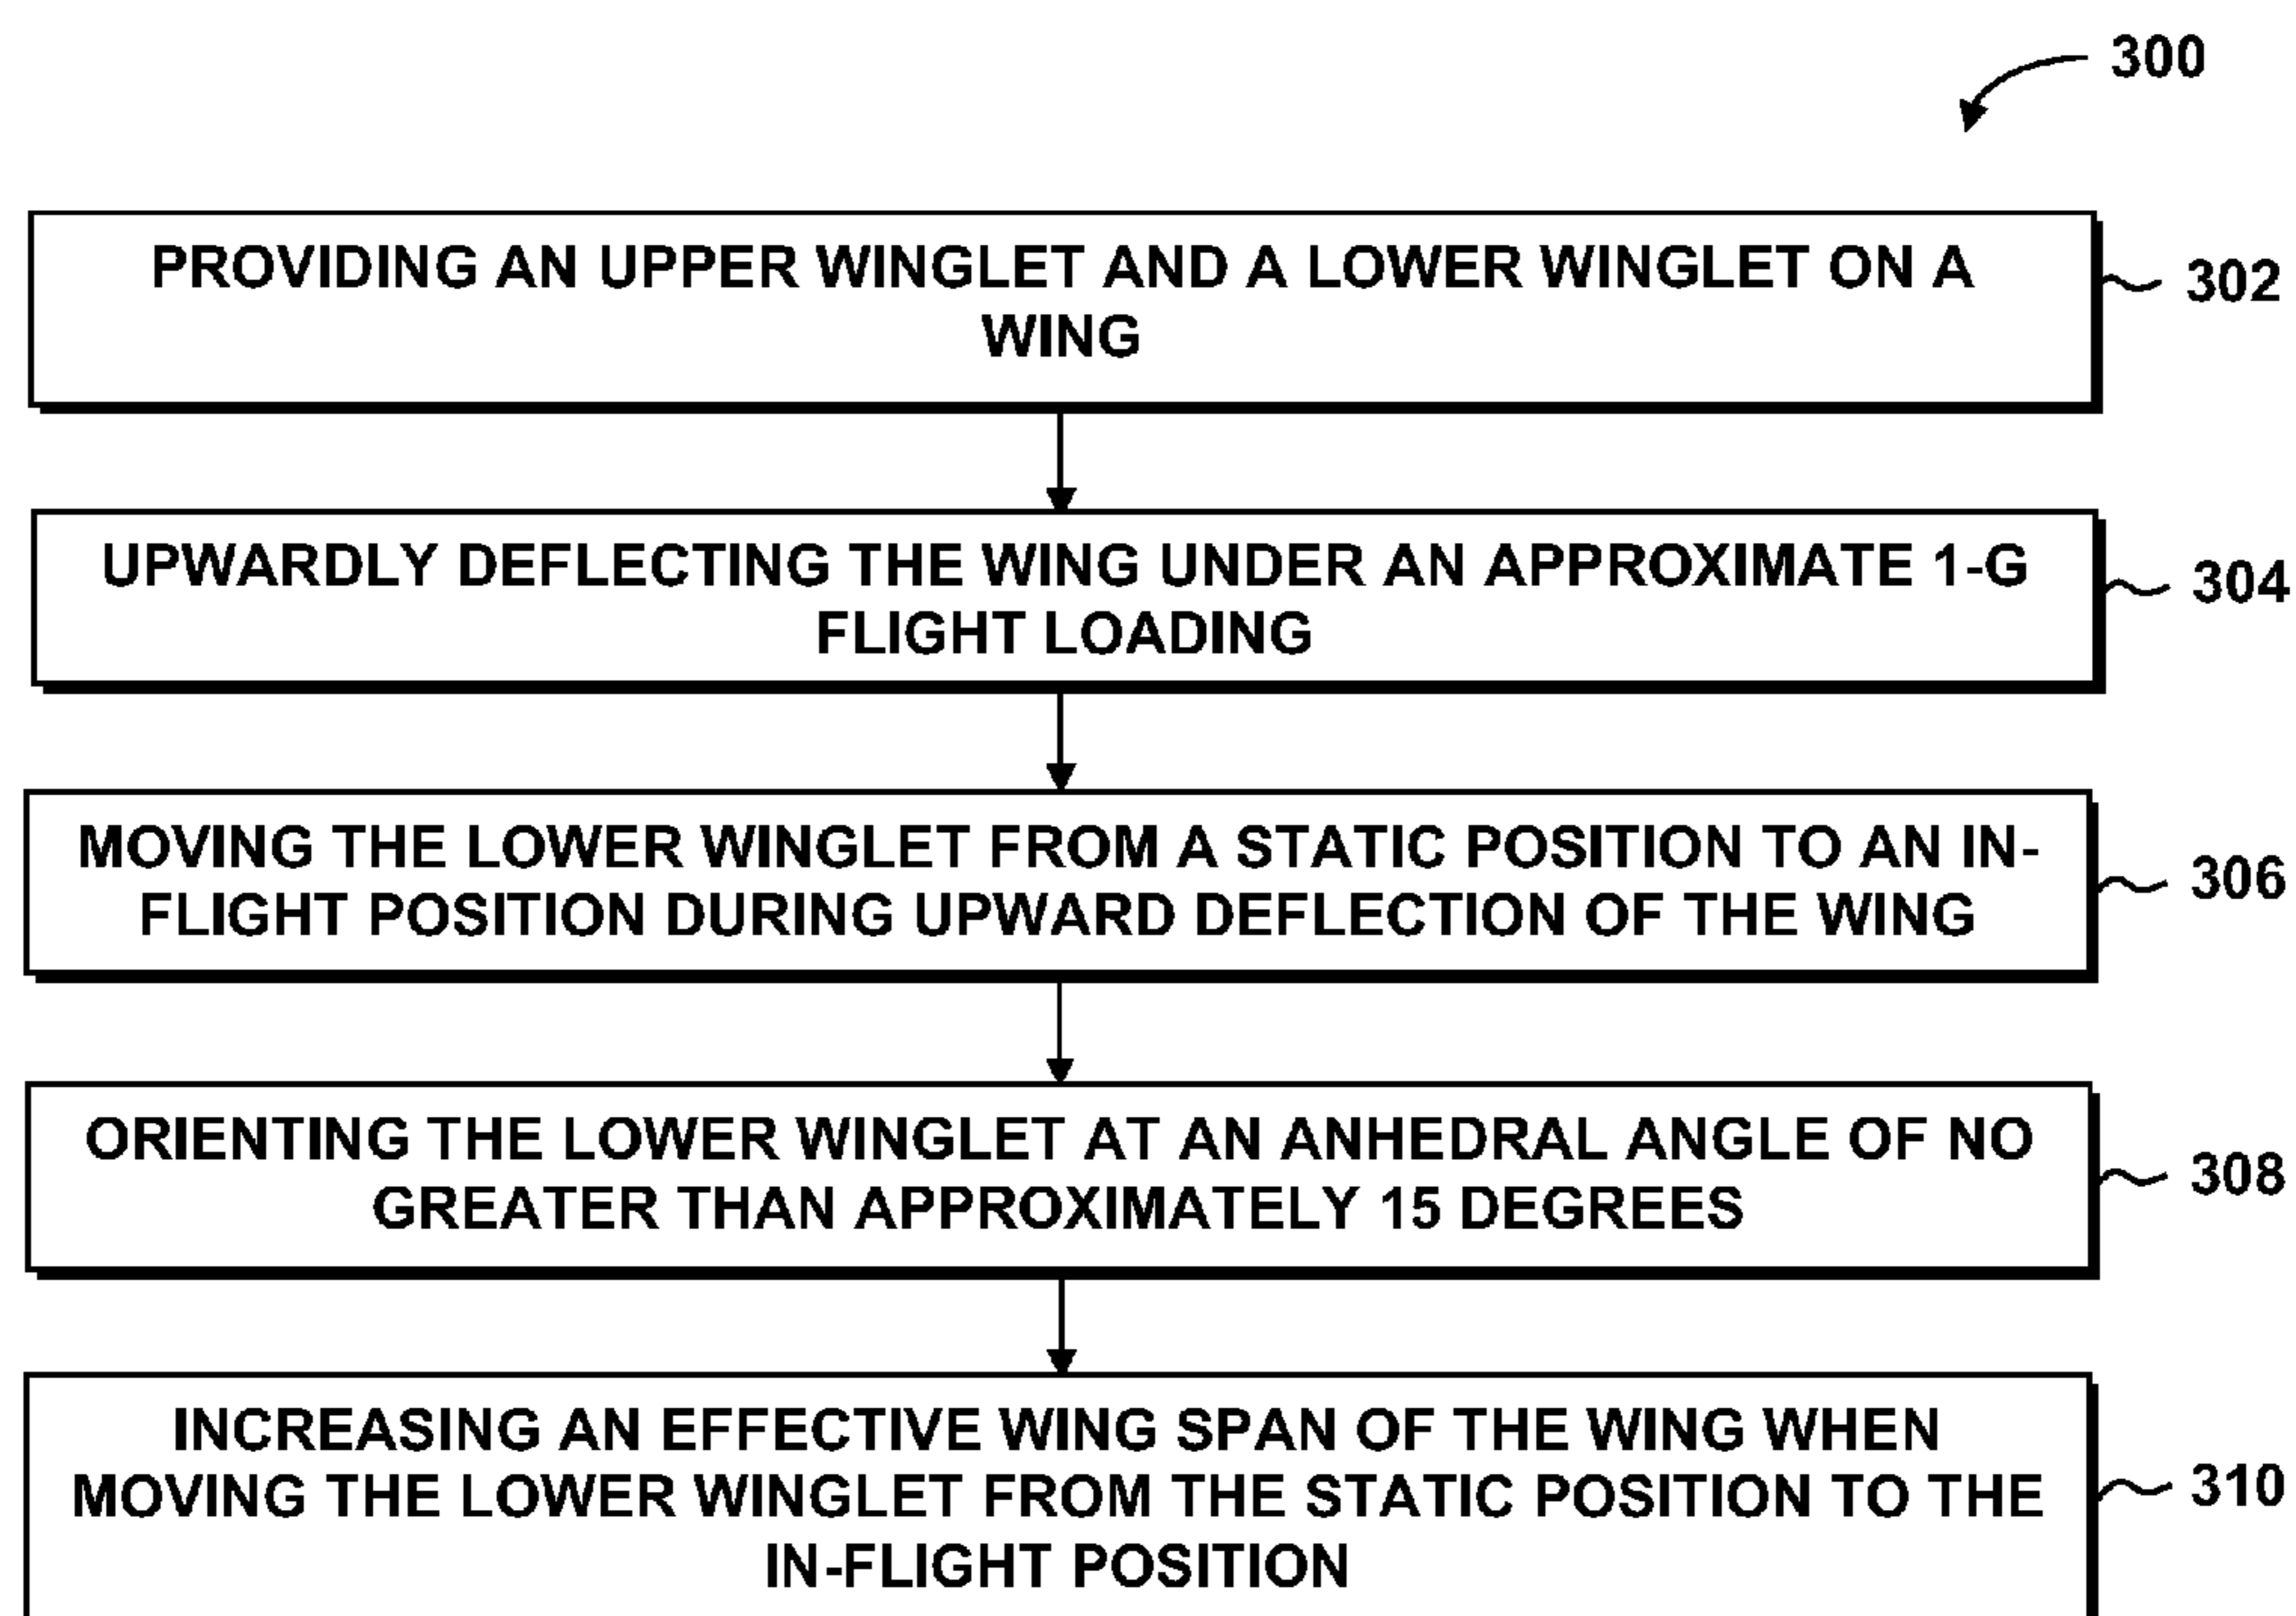 300
PROVIDING AN UPPER WINGLET AND A LOWER WINGLET ON A
WING
302
UPWARDLY DEFLECTING THE WING UNDER AN APPROXIMATE 1-G
FLIGHT LOADING
304
MOVING THE LOWER WINGLET FROM A STATIC POSITION TO AN IN-
FLIGHT POSITION DURING UPWARD DEFLECTION OF THE WING
306
ORIENTING THE LOWER WINGLET AT AN ANHEDRAL ANGLE OF NO
GREATER THAN APPROXIMATELY 15 DEGREES
308
INCREASING AN EFFECTIVE WING SPAN OF THE WING WHEN
MOVING THE LOWER WINGLET FROM THE STATIC POSITION TO THE
IN-FLIGHT POSITION
310